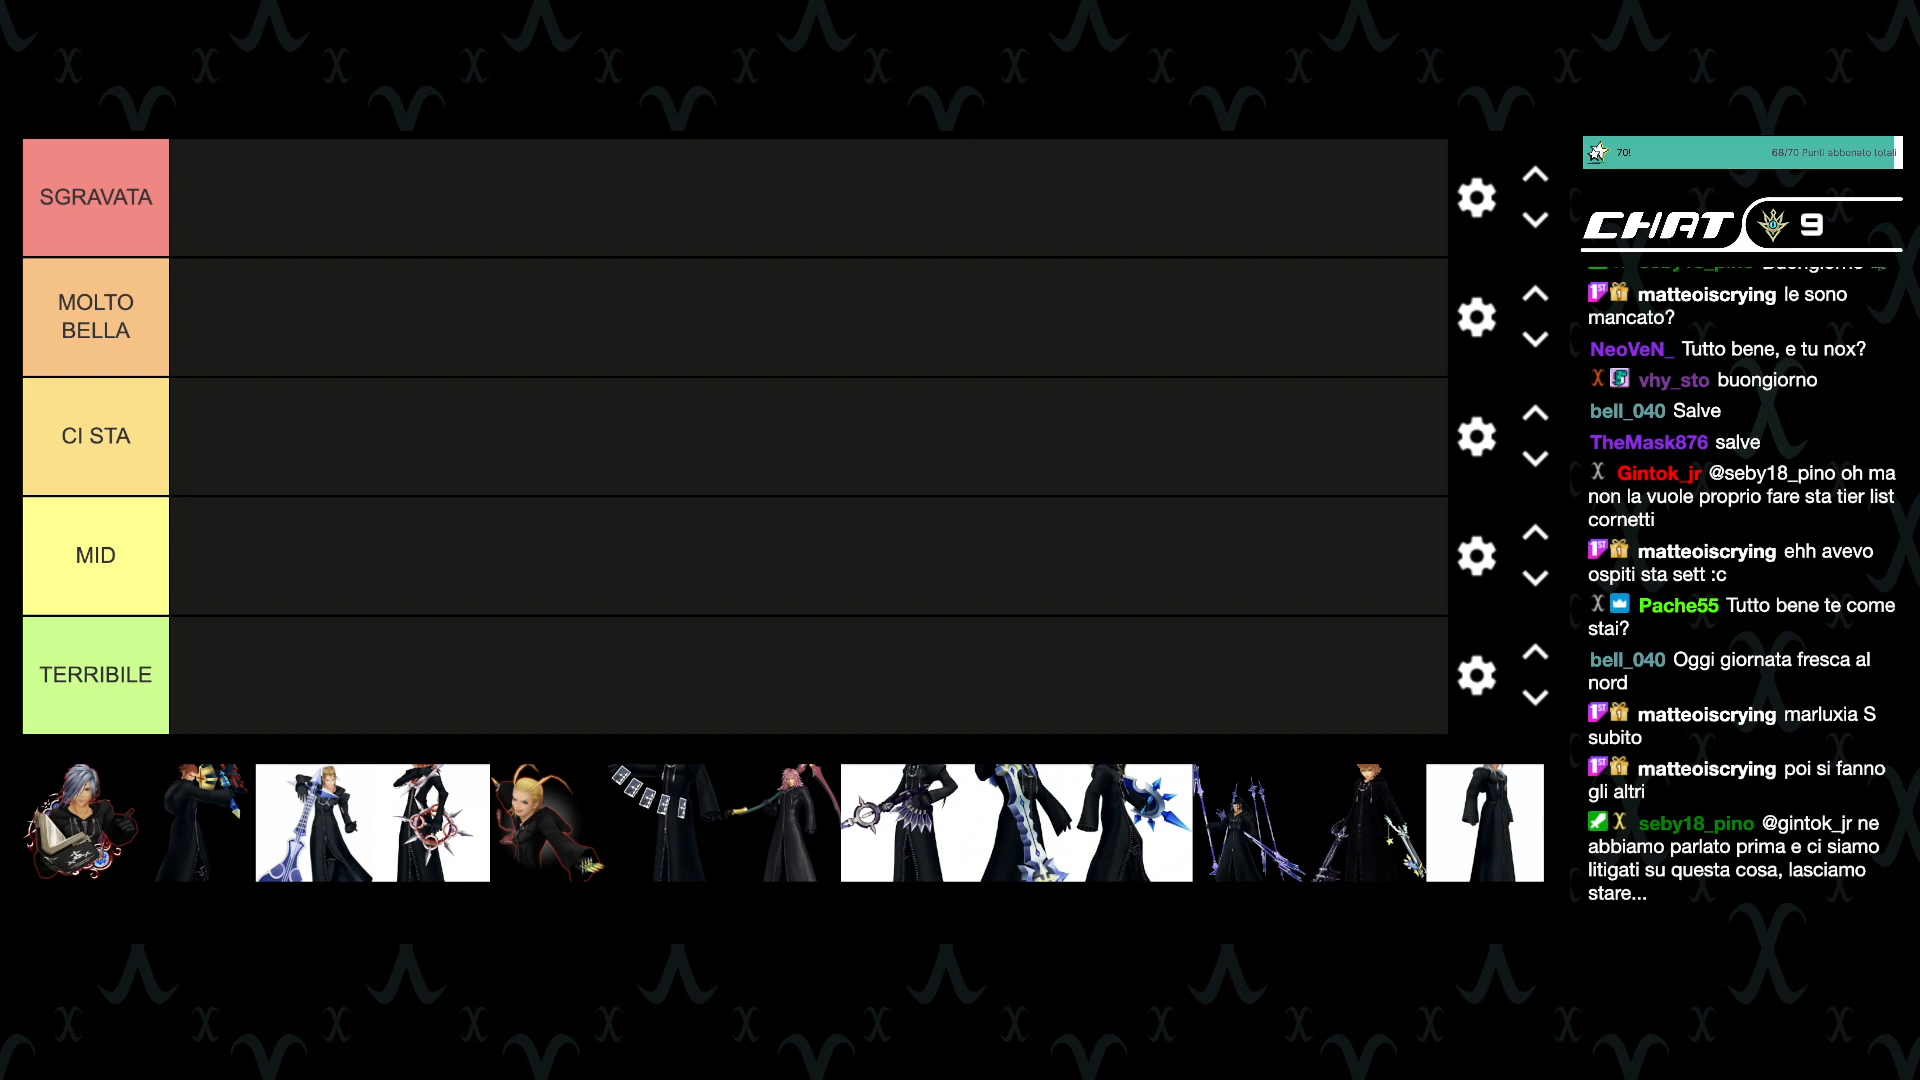 SGRAVATA
MOLTO
BELLA
CI STA
MID
TERRIBILE
70!
68/70 Punti abbonato totali
CHAT 9
matteoiscrying le sono
mancato?
NeoVeN_ Tutto bene, e tu nox?
vhy_sto buongiorno
bell_040 Salve
TheMask876 salve
Gintok_jr @seby18_pino oh ma
non la vuole proprio fare sta tier list
cornetti
matteoiscrying ehh avevo
ospiti sta sett :c
Pache55 Tutto bene te come
stai?
bell_040 Oggi giornata fresca al
nord
matteoiscrying marluxia S
subito
matteoiscrying poi si fanno
gli altri
seby18_pino @gintok_jr ne
abbiamo parlato prima e ci siamo
litigati su questa cosa, lasciamo
stare...